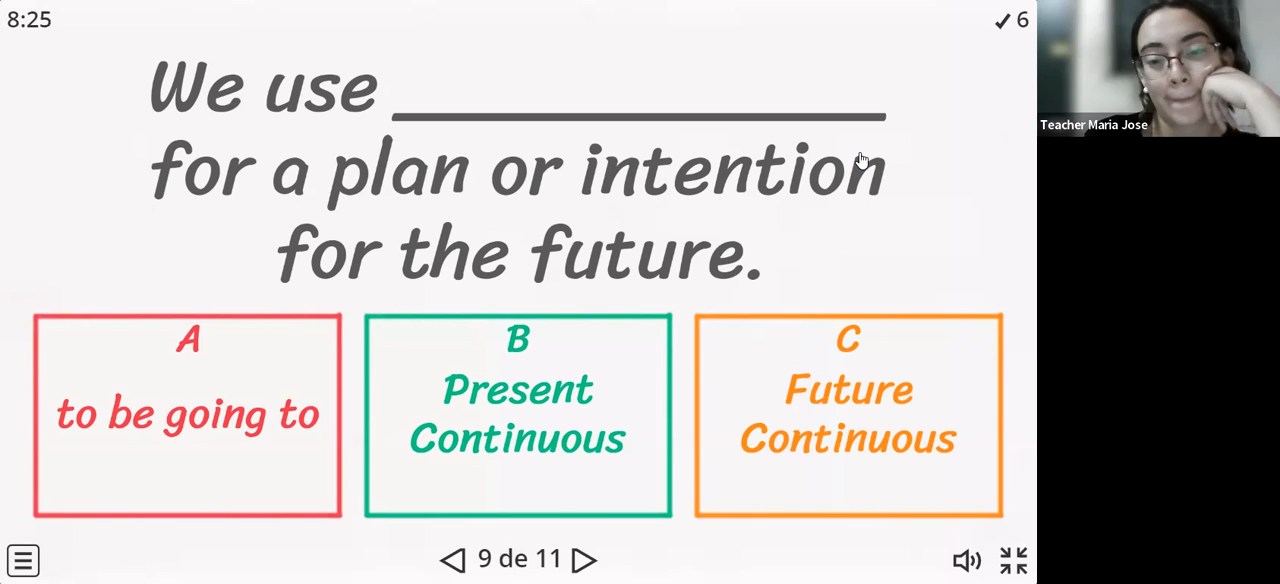 8:25
✓ 6
We use ____________
for a plan or intention
for the future.
A
to be going to
B
Present
Continuous
C
Future
Continuous
9 de 11
Teacher Maria Jose